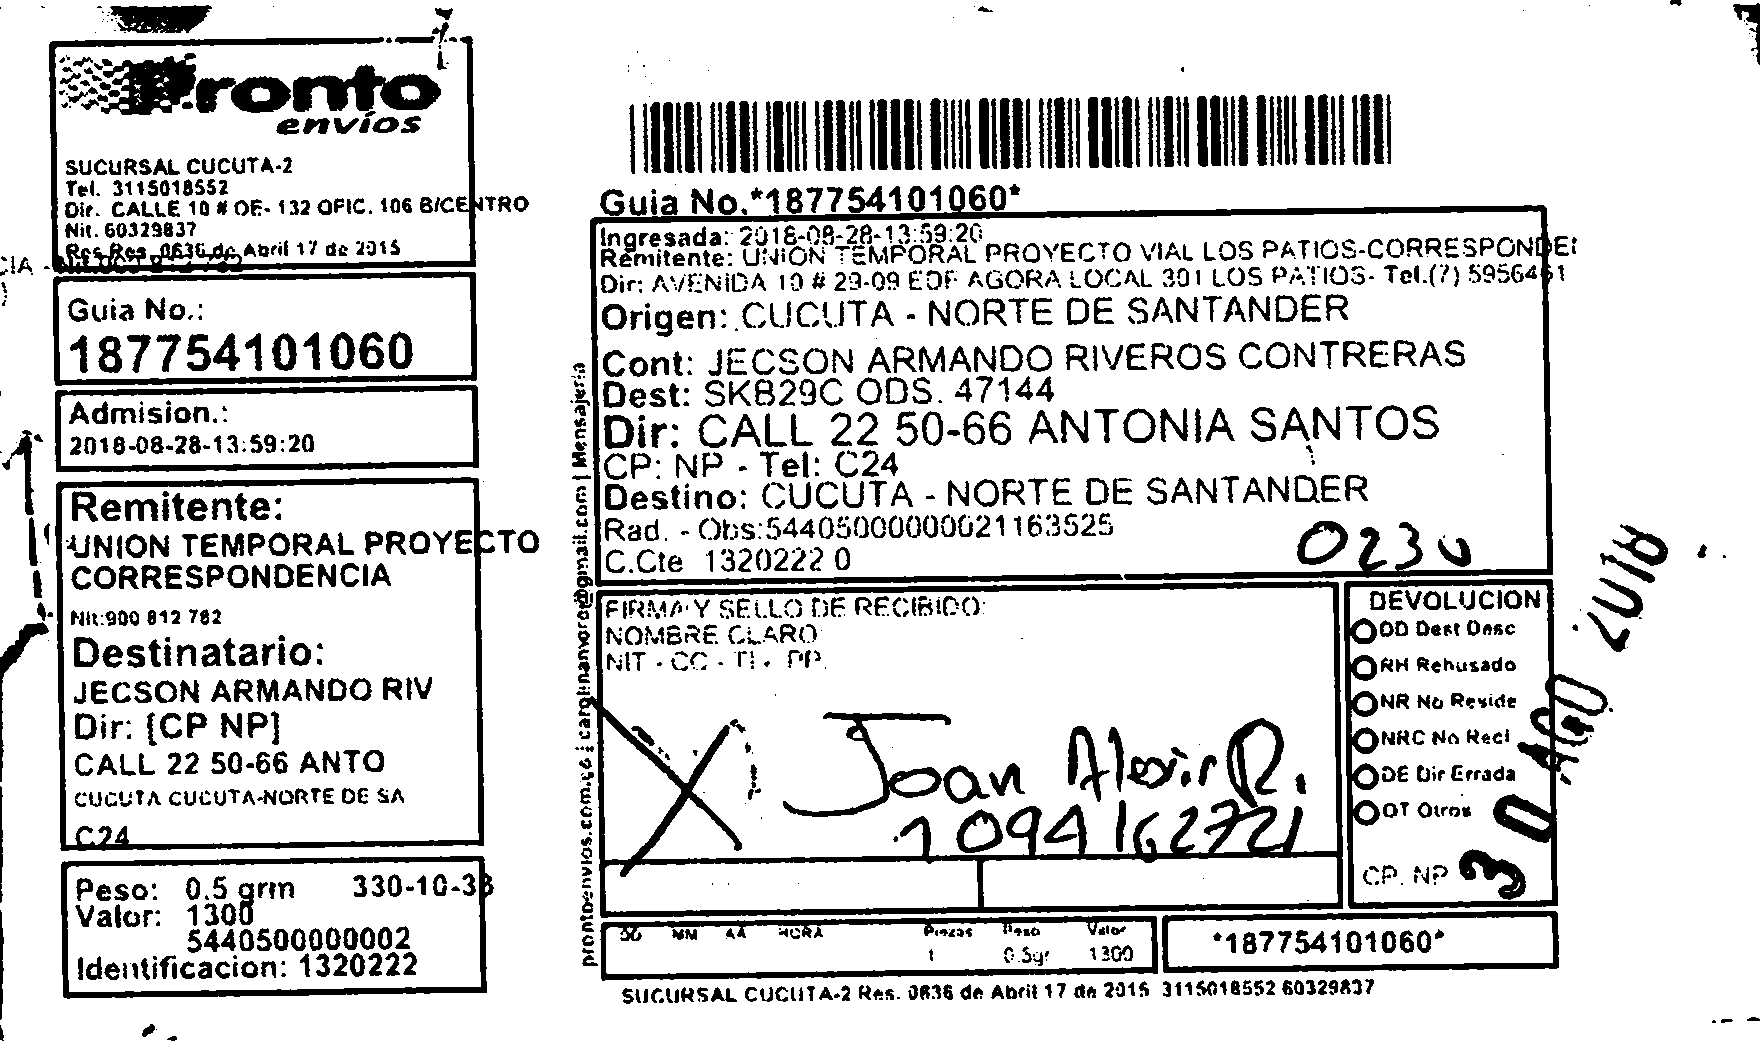 Pronto
envíos
SUCURSAL CUCUTA-2
Tel. 3115018552
Dir. CALLE 10 # OE- 132 OFIC. 106 B/CENTRO
Nit. 60329837
Res Res 0636 de Abril 17 de 2015
Guia No.:
187754101060
Admision.:
2018-08-28-13:59:20
Remitente:
UNION TEMPORAL PROYECTO
CORRESPONDENCIA
Nit:900 812 782
Destinatario:
JECSON ARMANDO RIV
Dir: [CP NP]
CALL 22 50-66 ANTO
CUCUTA CUCUTA-NORTE DE SA
C24
Peso: 0.5 grm 330-10-33
Valor: 1300
5440500000002
Identificacion: 1320222
Guia No.*187754101060*
Ingresada: 2018-08-28-13:59:20
Remitente: UNION TEMPORAL PROYECTO VIAL LOS PATIOS-CORRESPONDE
Dir: AVENIDA 10 # 29-09 EDF AGORA LOCAL 301 LOS PATIOS- Tel.(7) 5956461
Origen: CUCUTA - NORTE DE SANTANDER
Cont: JECSON ARMANDO RIVEROS CONTRERAS
Dest: SKB29C ODS. 47144
Dir: CALL 22 50-66 ANTONIA SANTOS
CP: NP - Tel: C24
Destino: CUCUTA - NORTE DE SANTANDER
Rad. - Obs:54405000000021163525
C.Cte 1320222 0
FIRMA Y SELLO DE RECIBIDO:
NOMBRE CLARO
NIT - CC - TI - PP.
X Joan Alexir R.
1094162721
DEVOLUCION
DD Dest Desc
RH Rehusado
NR No Reside
NRC No Recl
DE Dir Errada
OT Otros
CP. NP
30 AGO 2018
DD MM AA HORA Piezas Peso Valor
1 0.5gr 1300
*187754101060*
SUCURSAL CUCUTA-2 Res. 0636 de Abril 17 de 2015 3115018552 60329837